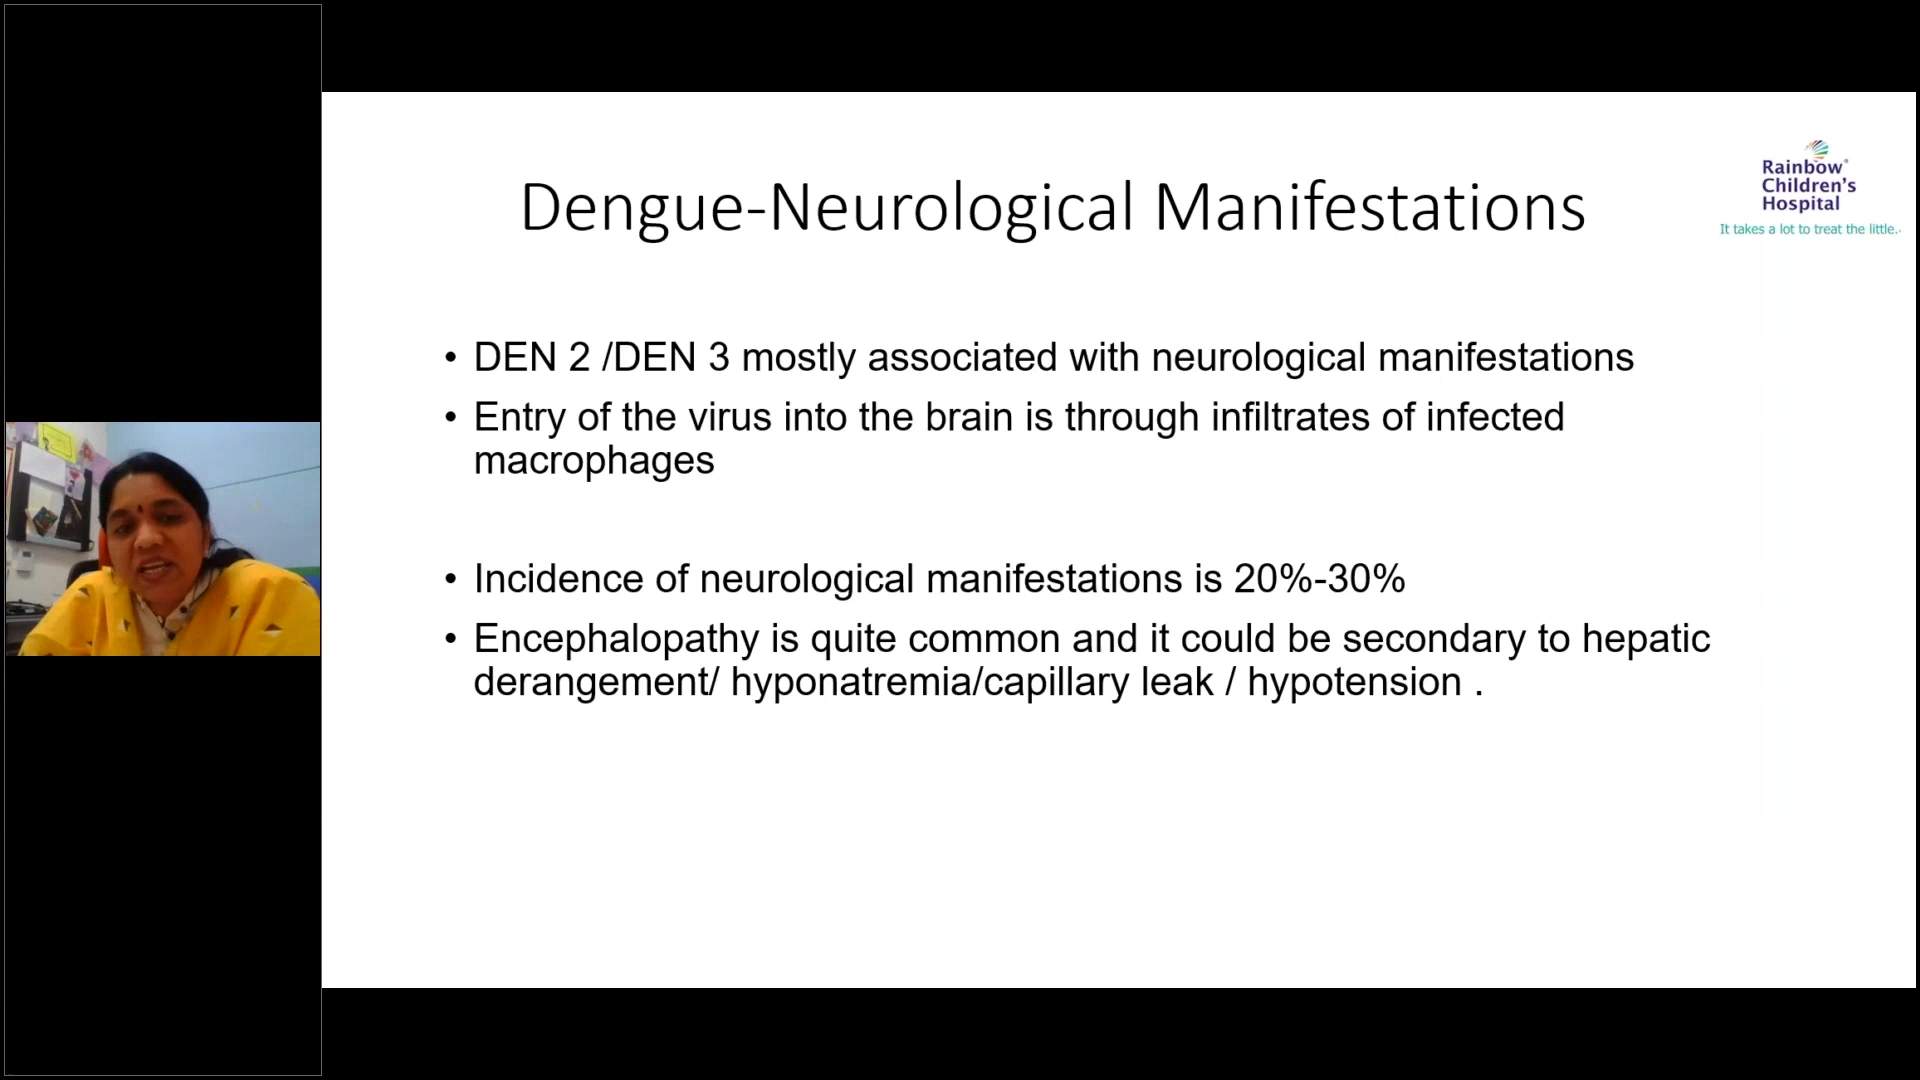 Dengue-Neurological Manifestations
Rainbow®
Children's
Hospital
It takes a lot to treat the little.
• DEN 2 /DEN 3 mostly associated with neurological manifestations
• Entry of the virus into the brain is through infiltrates of infected
macrophages
• Incidence of neurological manifestations is 20%-30%
• Encephalopathy is quite common and it could be secondary to hepatic
derangement/ hyponatremia/capillary leak / hypotension .